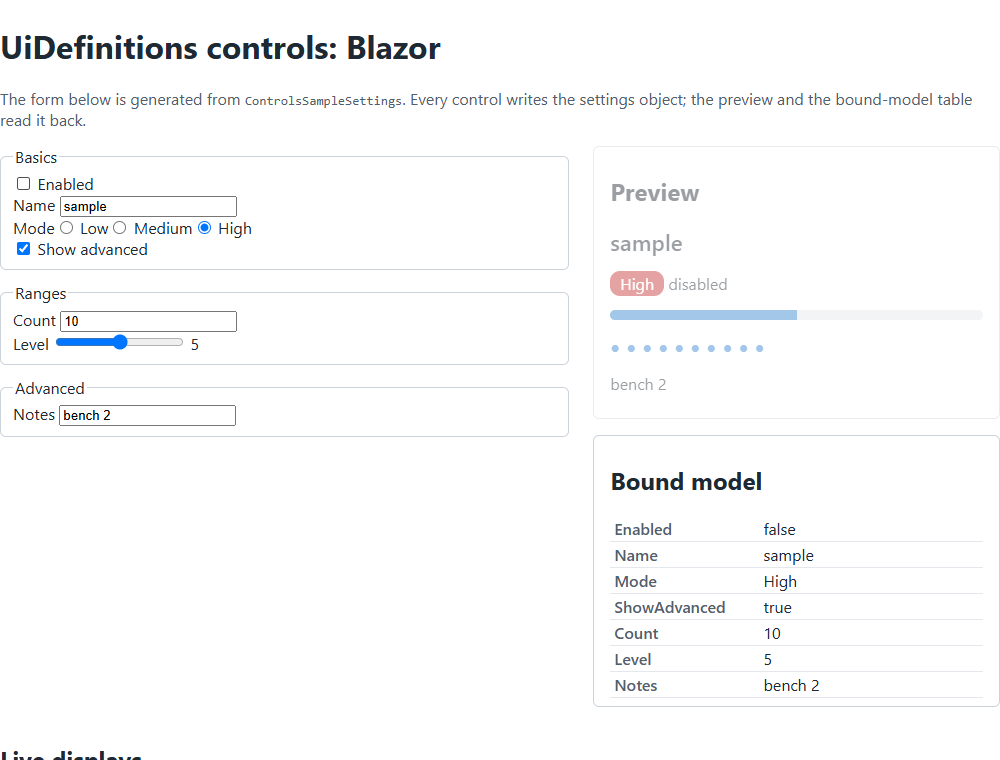 UiDefinitions controls: Blazor
The form below is generated from ControlsSampleSettings. Every control writes the settings object; the preview and the bound-model table
read it back.
Basics
Enabled
Name sample
Mode Low Medium High
Show advanced
Ranges
Count 10
Level 5
Advanced
Notes bench 2
Preview
sample
High disabled
bench 2
Bound model
Enabled false
Name sample
Mode High
ShowAdvanced true
Count 10
Level 5
Notes bench 2
Live displays